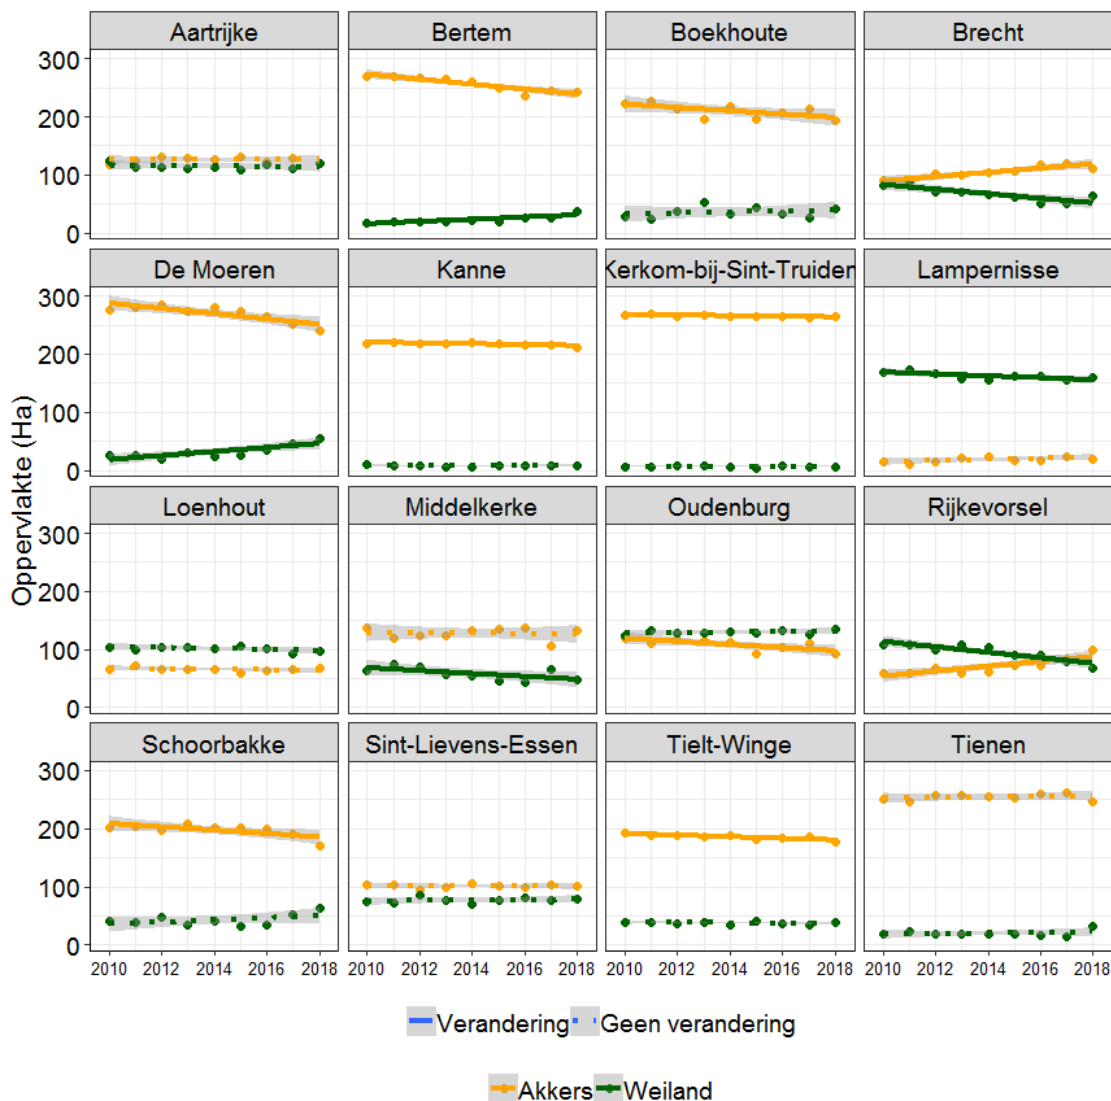 Aartrijke Bertem Boekhoute Brecht
300
200
100
0
De Moeren Kanne Kerkom-bij-Sint-Truiden Lampernisse
300
200
100
0
Oppervlakte (Ha)
Loenhout Middelkerke Oudenburg Rijkevorsel
300
200
100
0
Schoorbakke Sint-Lievens-Essen Tielt-Winge Tienen
300
200
100
0
2010 2012 2014 2016 2018 2010 2012 2014 2016 2018 2010 2012 2014 2016 2018 2010 2012 2014 2016 2018
Verandering Geen verandering
Akkers Weiland